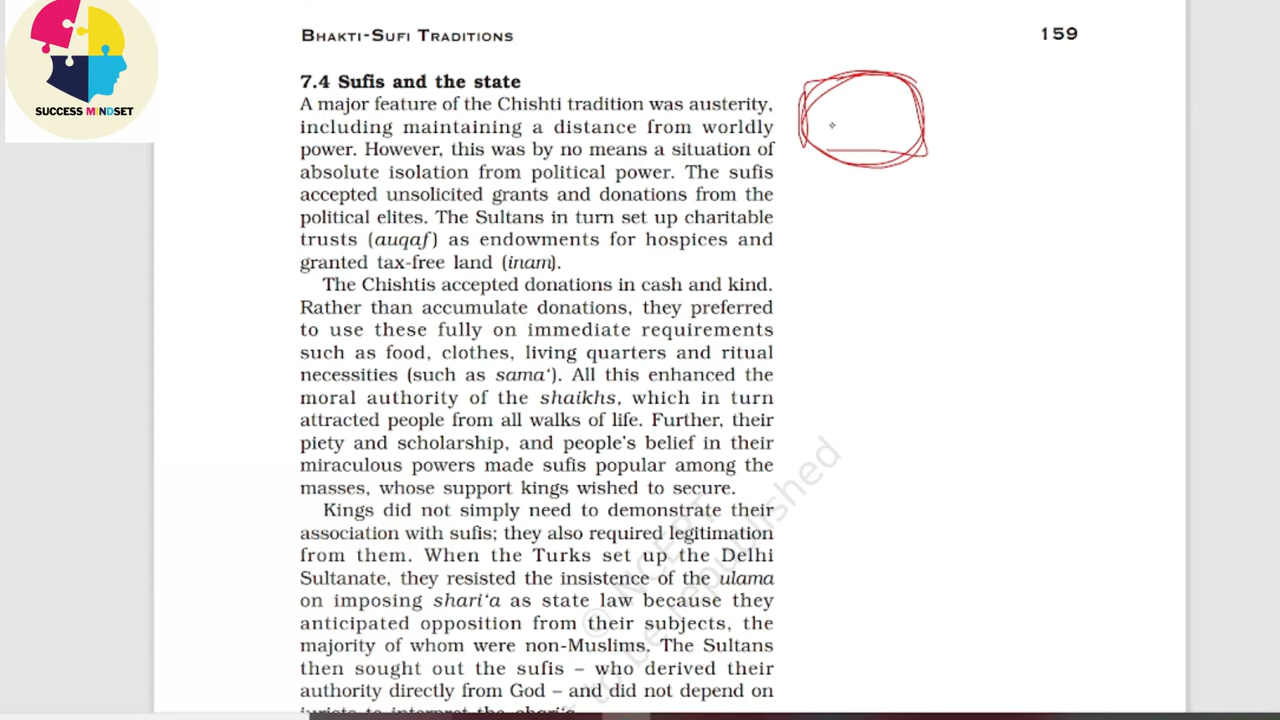 SUCCESS MINDSET
BHAKTI-SUFI TRADITIONS
159
7.4 Sufis and the state
A major feature of the Chishti tradition was austerity,
including maintaining a distance from worldly
power. However, this was by no means a situation of
absolute isolation from political power. The sufis
accepted unsolicited grants and donations from the
political elites. The Sultans in turn set up charitable
trusts (auqaf) as endowments for hospices and
granted tax-free land (inam).
The Chishtis accepted donations in cash and kind.
Rather than accumulate donations, they preferred
to use these fully on immediate requirements
such as food, clothes, living quarters and ritual
necessities (such as sama‘). All this enhanced the
moral authority of the shaikhs, which in turn
attracted people from all walks of life. Further, their
piety and scholarship, and people’s belief in their
miraculous powers made sufis popular among the
masses, whose support kings wished to secure.
Kings did not simply need to demonstrate their
association with sufis; they also required legitimation
from them. When the Turks set up the Delhi
Sultanate, they resisted the insistence of the ulama
on imposing shari‘a as state law because they
anticipated opposition from their subjects, the
majority of whom were non-Muslims. The Sultans
then sought out the sufis – who derived their
authority directly from God – and did not depend on
jurists to interpret the shari‘a.
© NCERT
to be republished